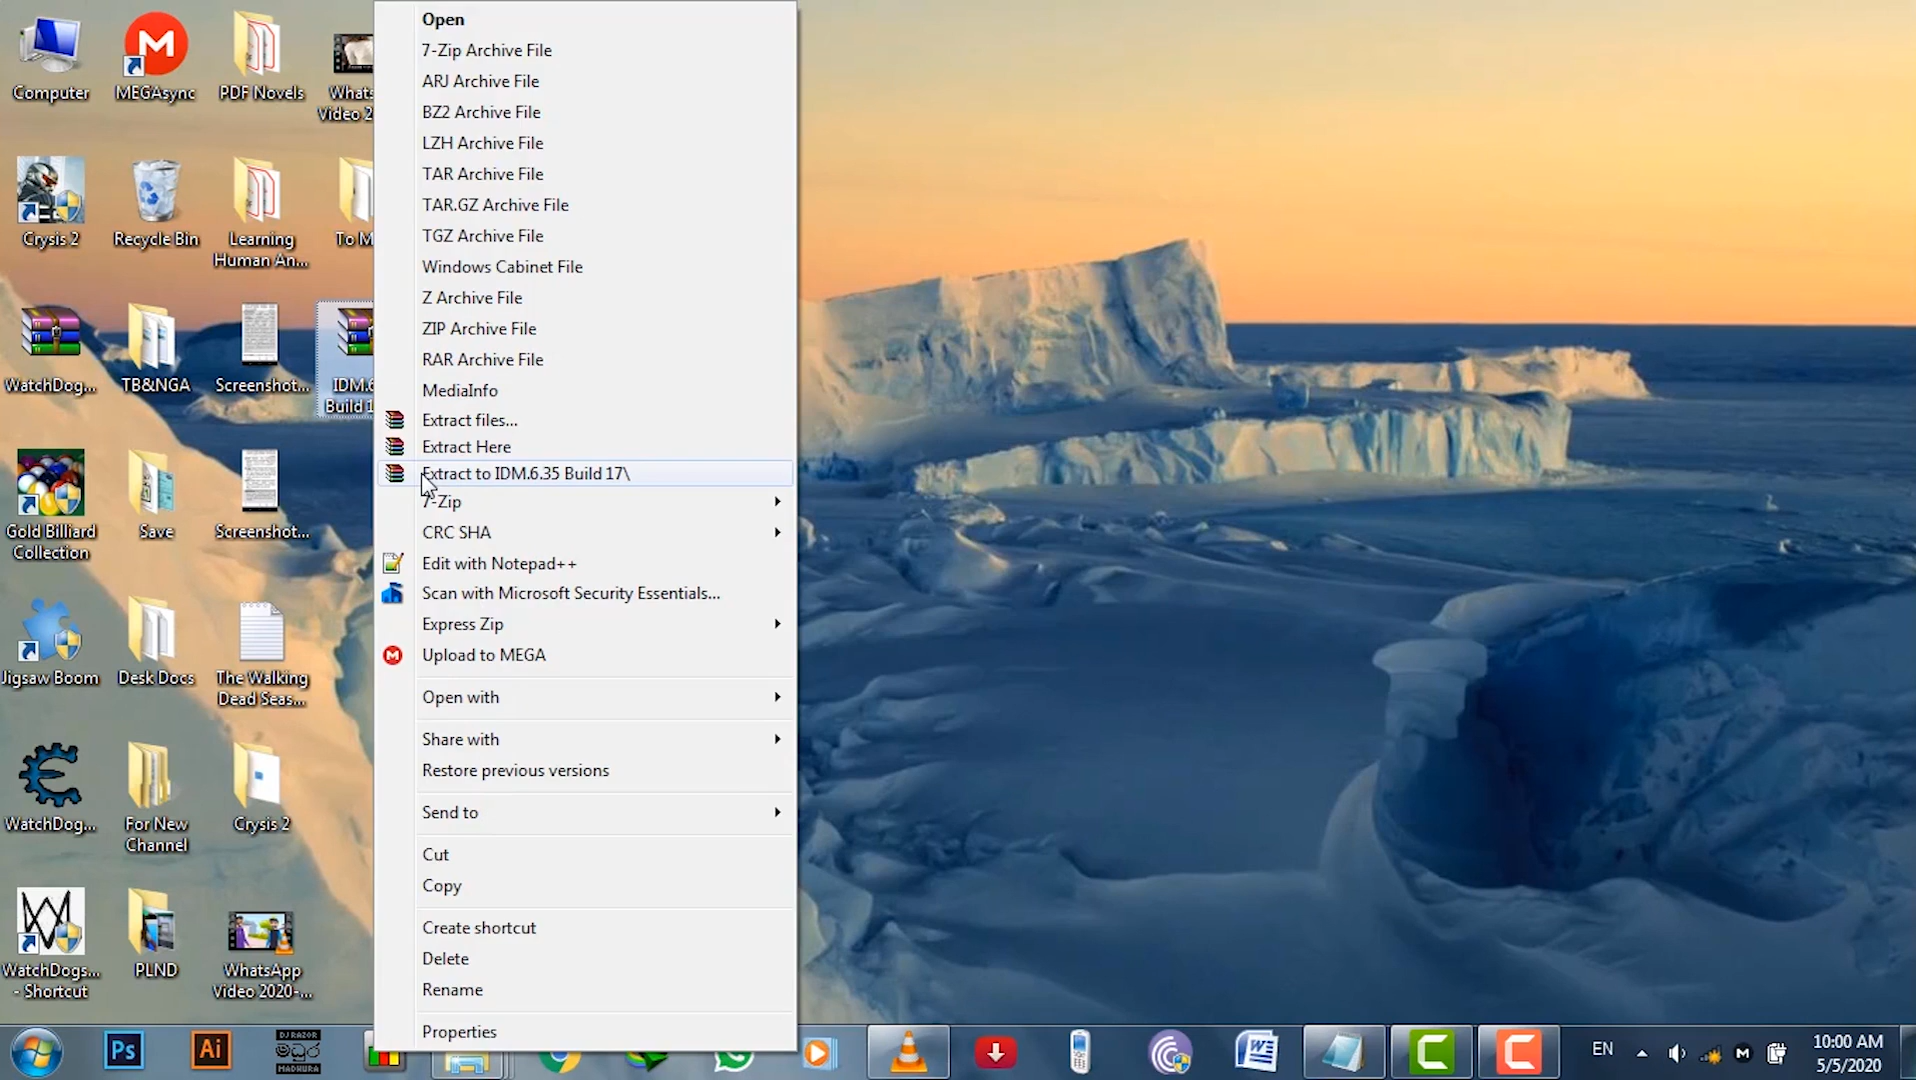 Computer
MEGAsync
PDF Novels
Whats
Video 2
Crysis 2
Recycle Bin
Learning
Human An...
To M
WatchDog...
TB&NGA
Screenshot...
IDM.6
Build 1
Gold Billiard
Collection
Save
Screenshot...
Jigsaw Boom
Desk Docs
The Walking
Dead Seas...
WatchDog...
For New
Channel
Crysis 2
WatchDogs...
- Shortcut
PLND
WhatsApp
Video 2020-...
Open
7-Zip Archive File
ARJ Archive File
BZ2 Archive File
LZH Archive File
TAR Archive File
TAR.GZ Archive File
TGZ Archive File
Windows Cabinet File
Z Archive File
ZIP Archive File
RAR Archive File
MediaInfo
Extract files...
Extract Here
Extract to IDM.6.35 Build 17\
7-Zip
CRC SHA
Edit with Notepad++
Scan with Microsoft Security Essentials...
Express Zip
Upload to MEGA
Open with
Share with
Restore previous versions
Send to
Cut
Copy
Create shortcut
Delete
Rename
Properties
Ps
Ai
DJ RAZOR
මධුර
MADHURA
EN
10:00 AM
5/5/2020